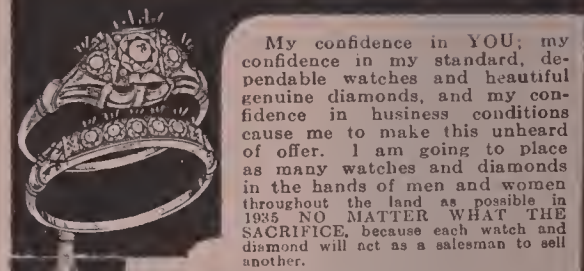 My confidence in YOU; my
confidence in my standard, de-
pendable watches and beautiful
genuine diamonds, and my con-
fidence in business conditions
cause me to make this unheard
of offer. I am going to place
as many watches and diamonds
in the hands of men and women
throughout the land as possible in
1935 NO MATTER WHAT THE
SACRIFICE, because each watch and
diamond will act as a salesman to sell
another.